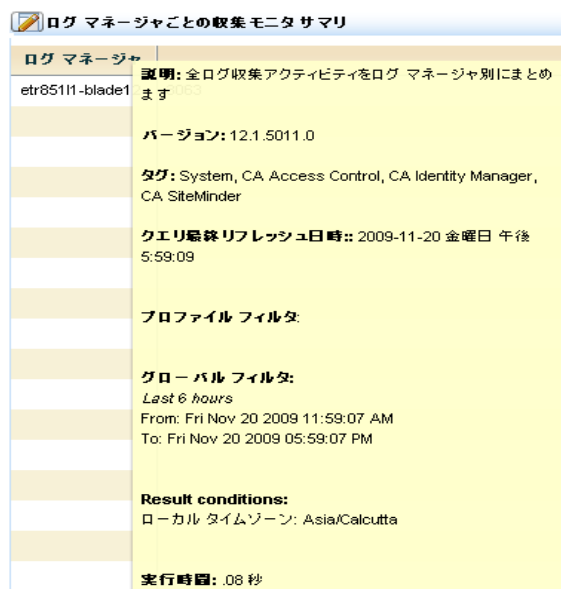 ログ マネージャごとの収集モニタ サマリ
ログ マネージャ
etr851l1-blade1
説明: 全ログ収集アクティビティをログ マネージャ別にまとめ
ます
バージョン: 12.1.5011.0
タグ: System, CA Access Control, CA Identity Manager,
CA SiteMinder
クエリ最終リフレッシュ日時:: 2009-11-20 金曜日 午後
5:59:09
プロファイル フィルタ:
グローバル フィルタ:
Last 6 hours
From: Fri Nov 20 2009 11:59:07 AM
To: Fri Nov 20 2009 05:59:07 PM
Result conditions:
ローカル タイムゾーン: Asia/Calcutta
実行時間: .08 秒